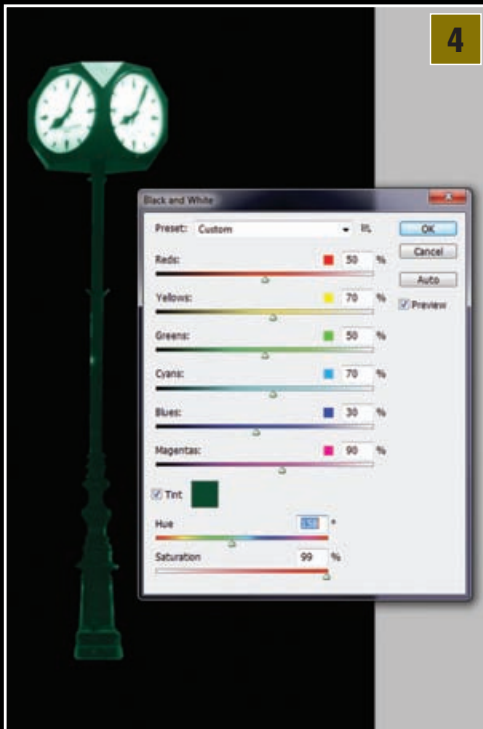 4
Black and White
Preset: Custom
OK
Reds: 50 %
Cancel
Auto
Yellows: 70 %
Preview
Greens: 50 %
Cyans: 70 %
Blues: 30 %
Magentas: 90 %
Tint
Hue °
Saturation 99 %